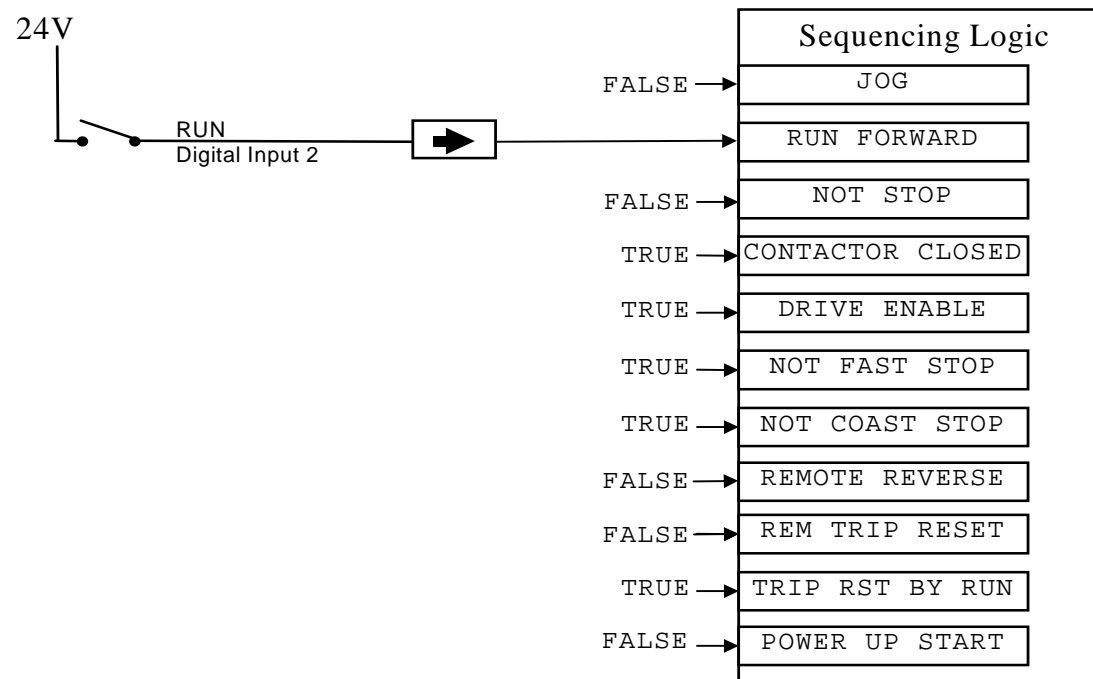 24V
Sequencing Logic
FALSE JOG
RUN
Digital Input 2
RUN FORWARD
FALSE NOT STOP
TRUE CONTACTOR CLOSED
TRUE DRIVE ENABLE
TRUE NOT FAST STOP
TRUE NOT COAST STOP
FALSE REMOTE REVERSE
FALSE REM TRIP RESET
TRUE TRIP RST BY RUN
FALSE POWER UP START